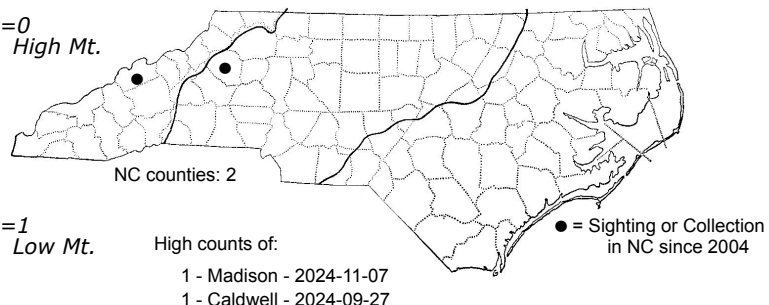 =0
High Mt.
NC counties: 2
=1
Low Mt.
High counts of:
1 - Madison - 2024-11-07
1 - Caldwell - 2024-09-27
● = Sighting or Collection
in NC since 2004